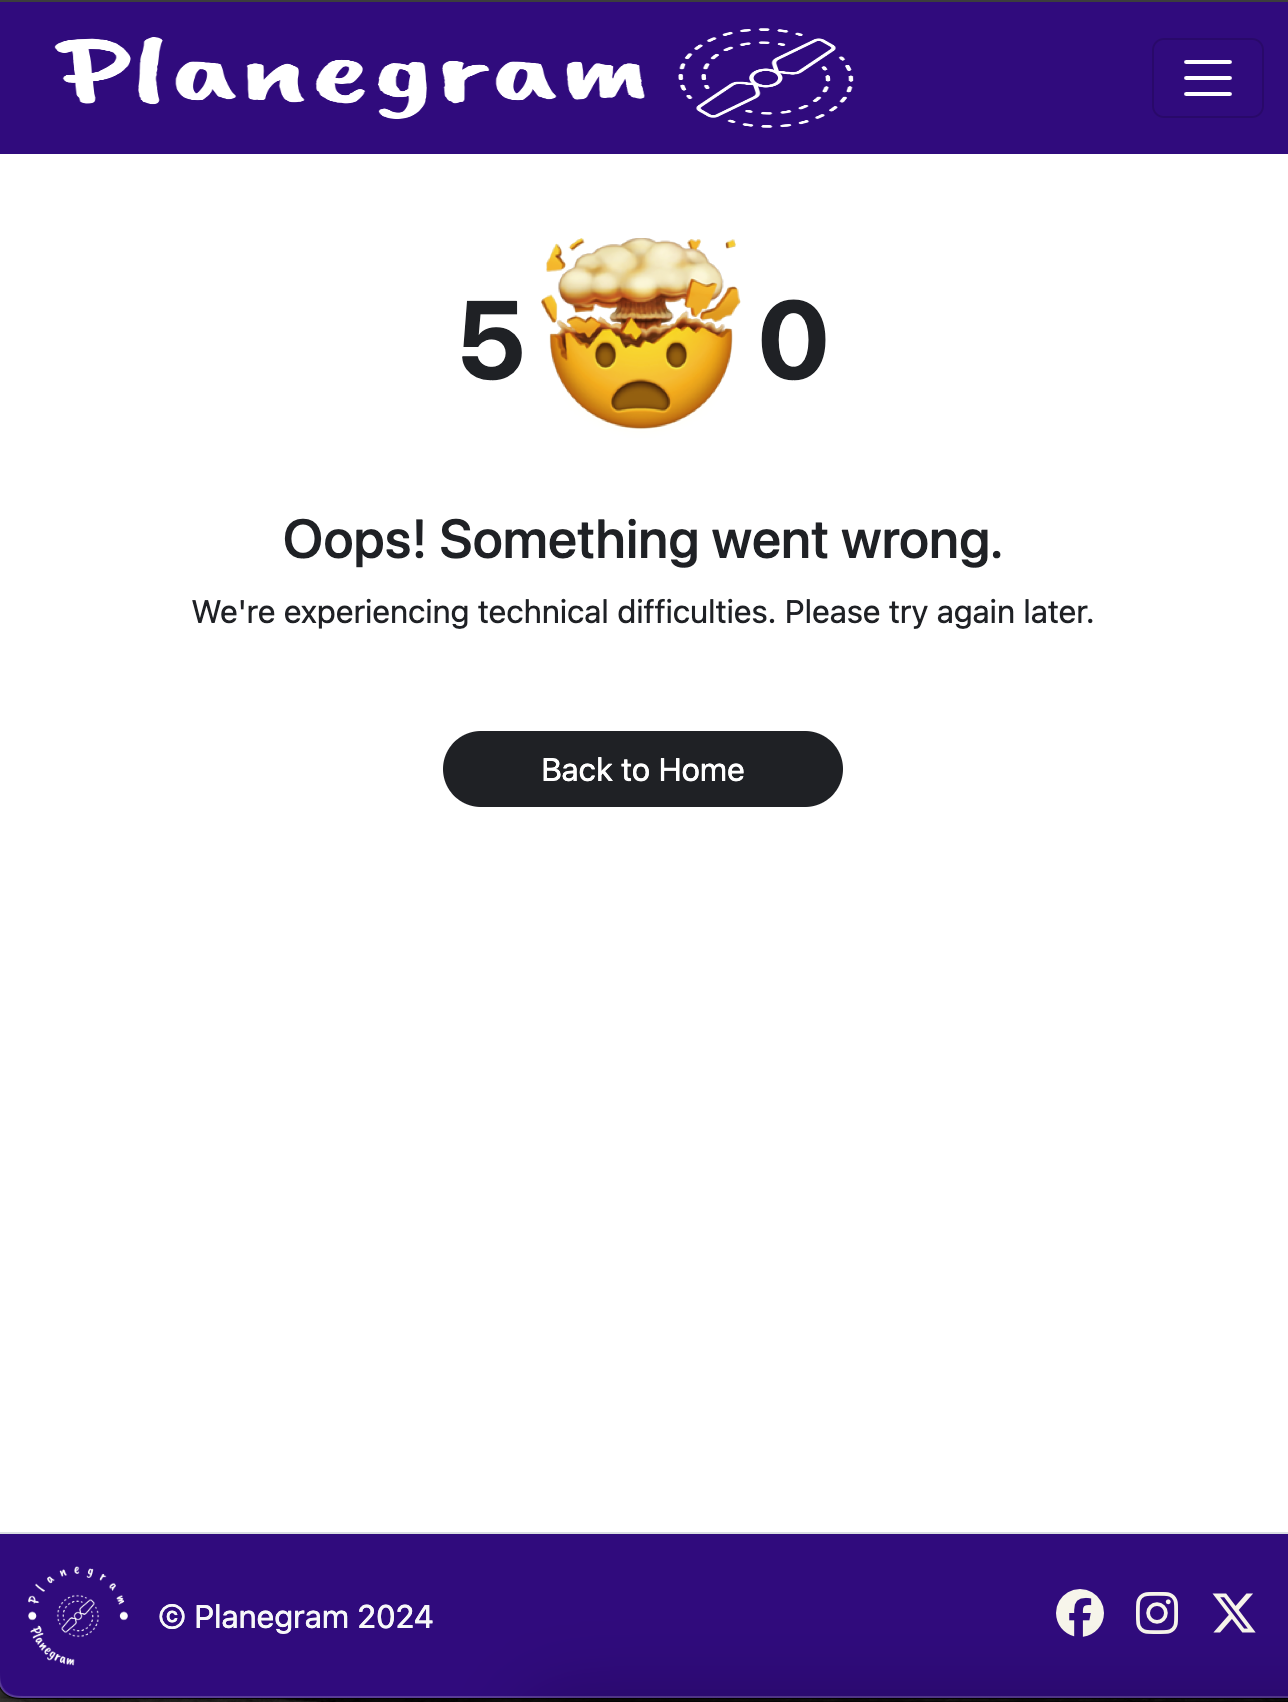 Planegram
5🤯0
Oops! Something went wrong.
We're experiencing technical difficulties. Please try again later.
Back to Home
Planegram
Planegram
© Planegram 2024